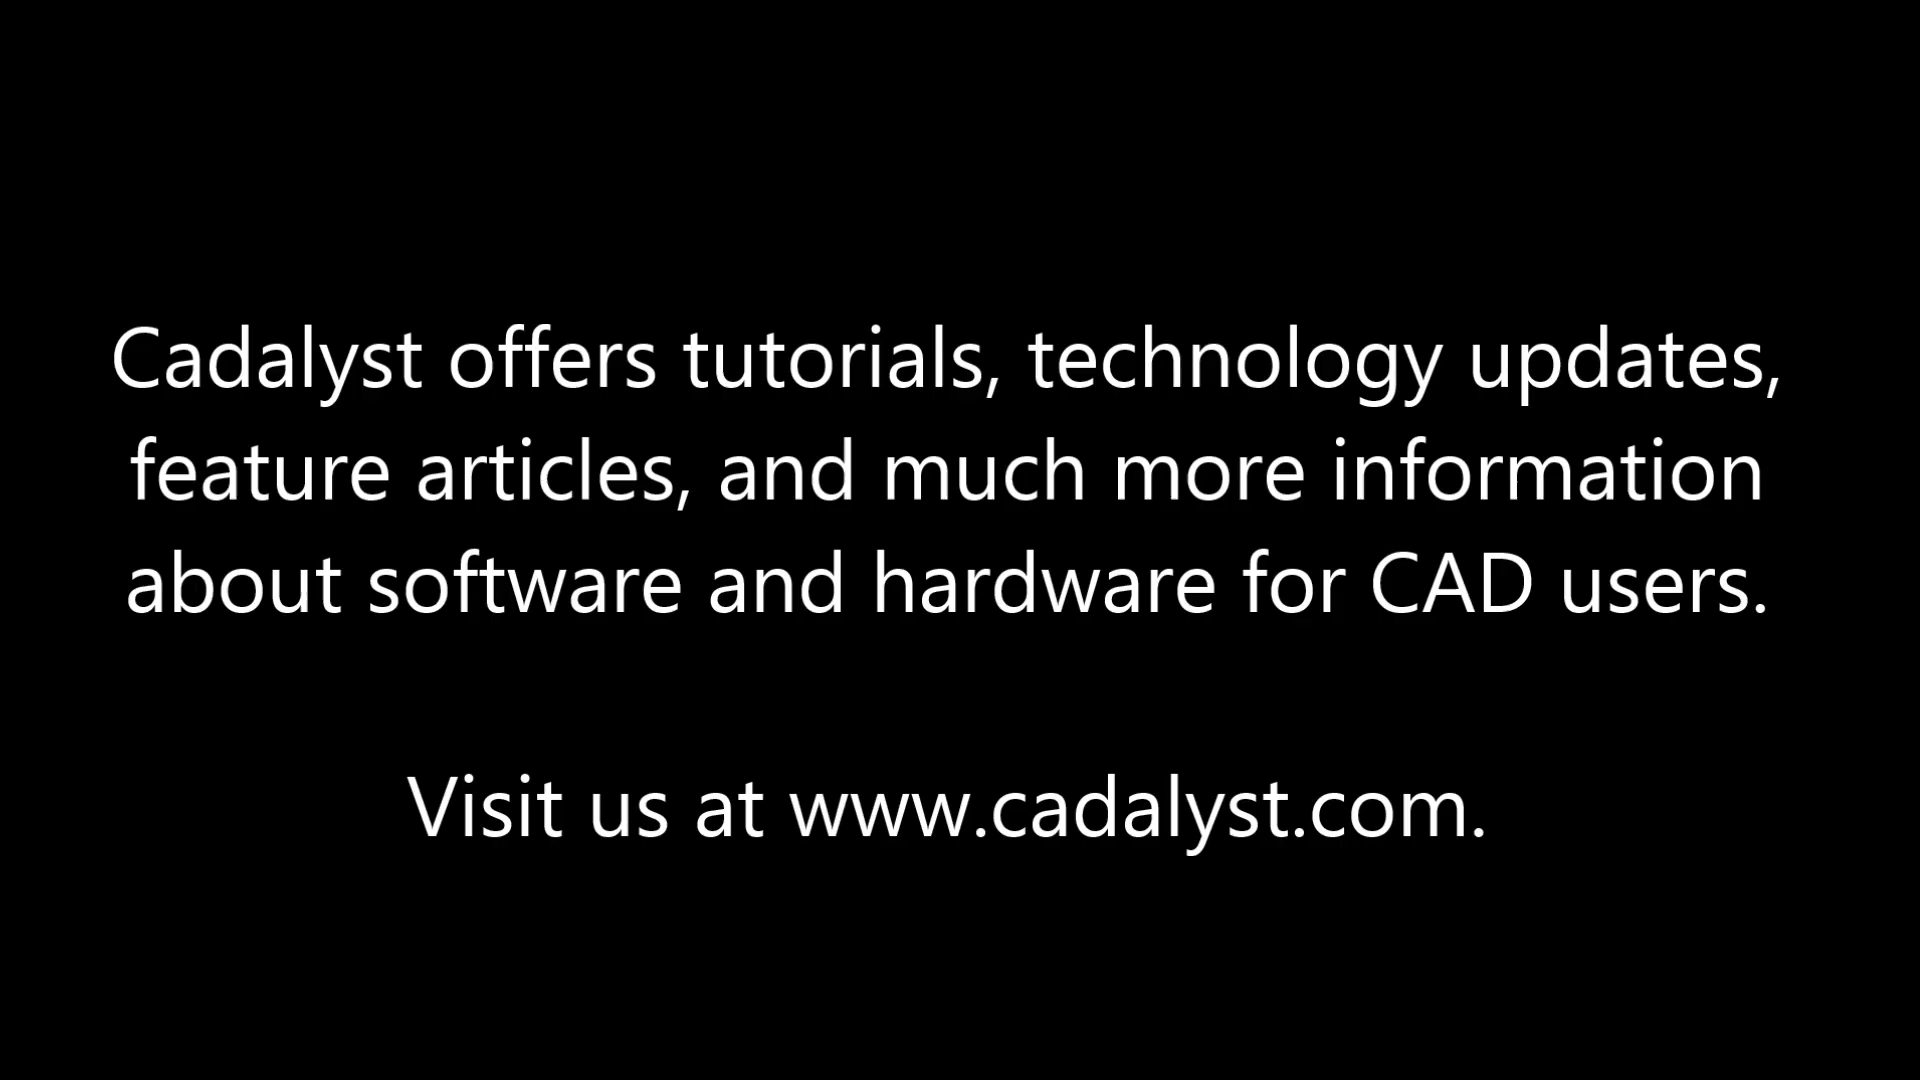 Cadalyst offers tutorials, technology updates,
feature articles, and much more information
about software and hardware for CAD users.
Visit us at www.cadalyst.com.